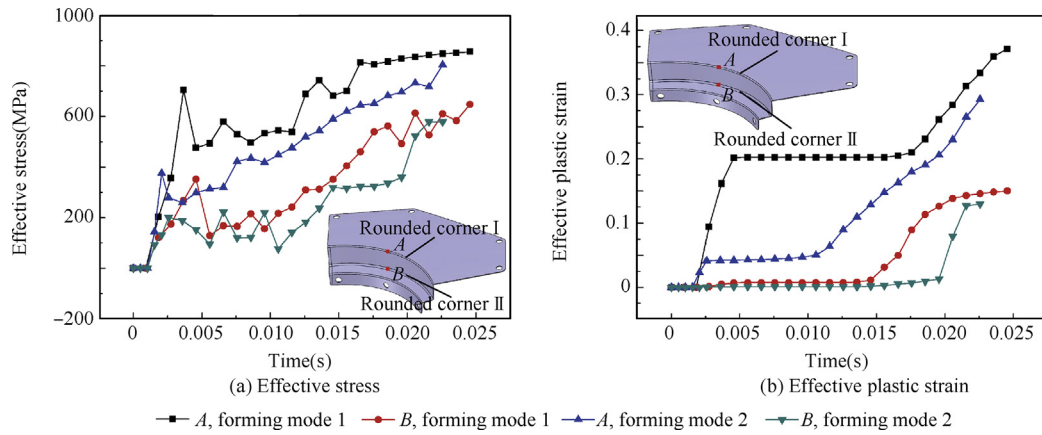 1000
600
200
−200
Effective stress(MPa)
Rounded corner I
A
B
Rounded corner II
0
0.005
0.010
0.015
0.020
0.025
Time(s)
(a) Effective stress
0.4
0.3
0.2
0.1
0
Effective plastic strain
Rounded corner I
A
B
Rounded corner II
0
0.005
0.010
0.015
0.020
0.025
Time(s)
(b) Effective plastic strain
A, forming mode 1 B, forming mode 1 A, forming mode 2 B, forming mode 2